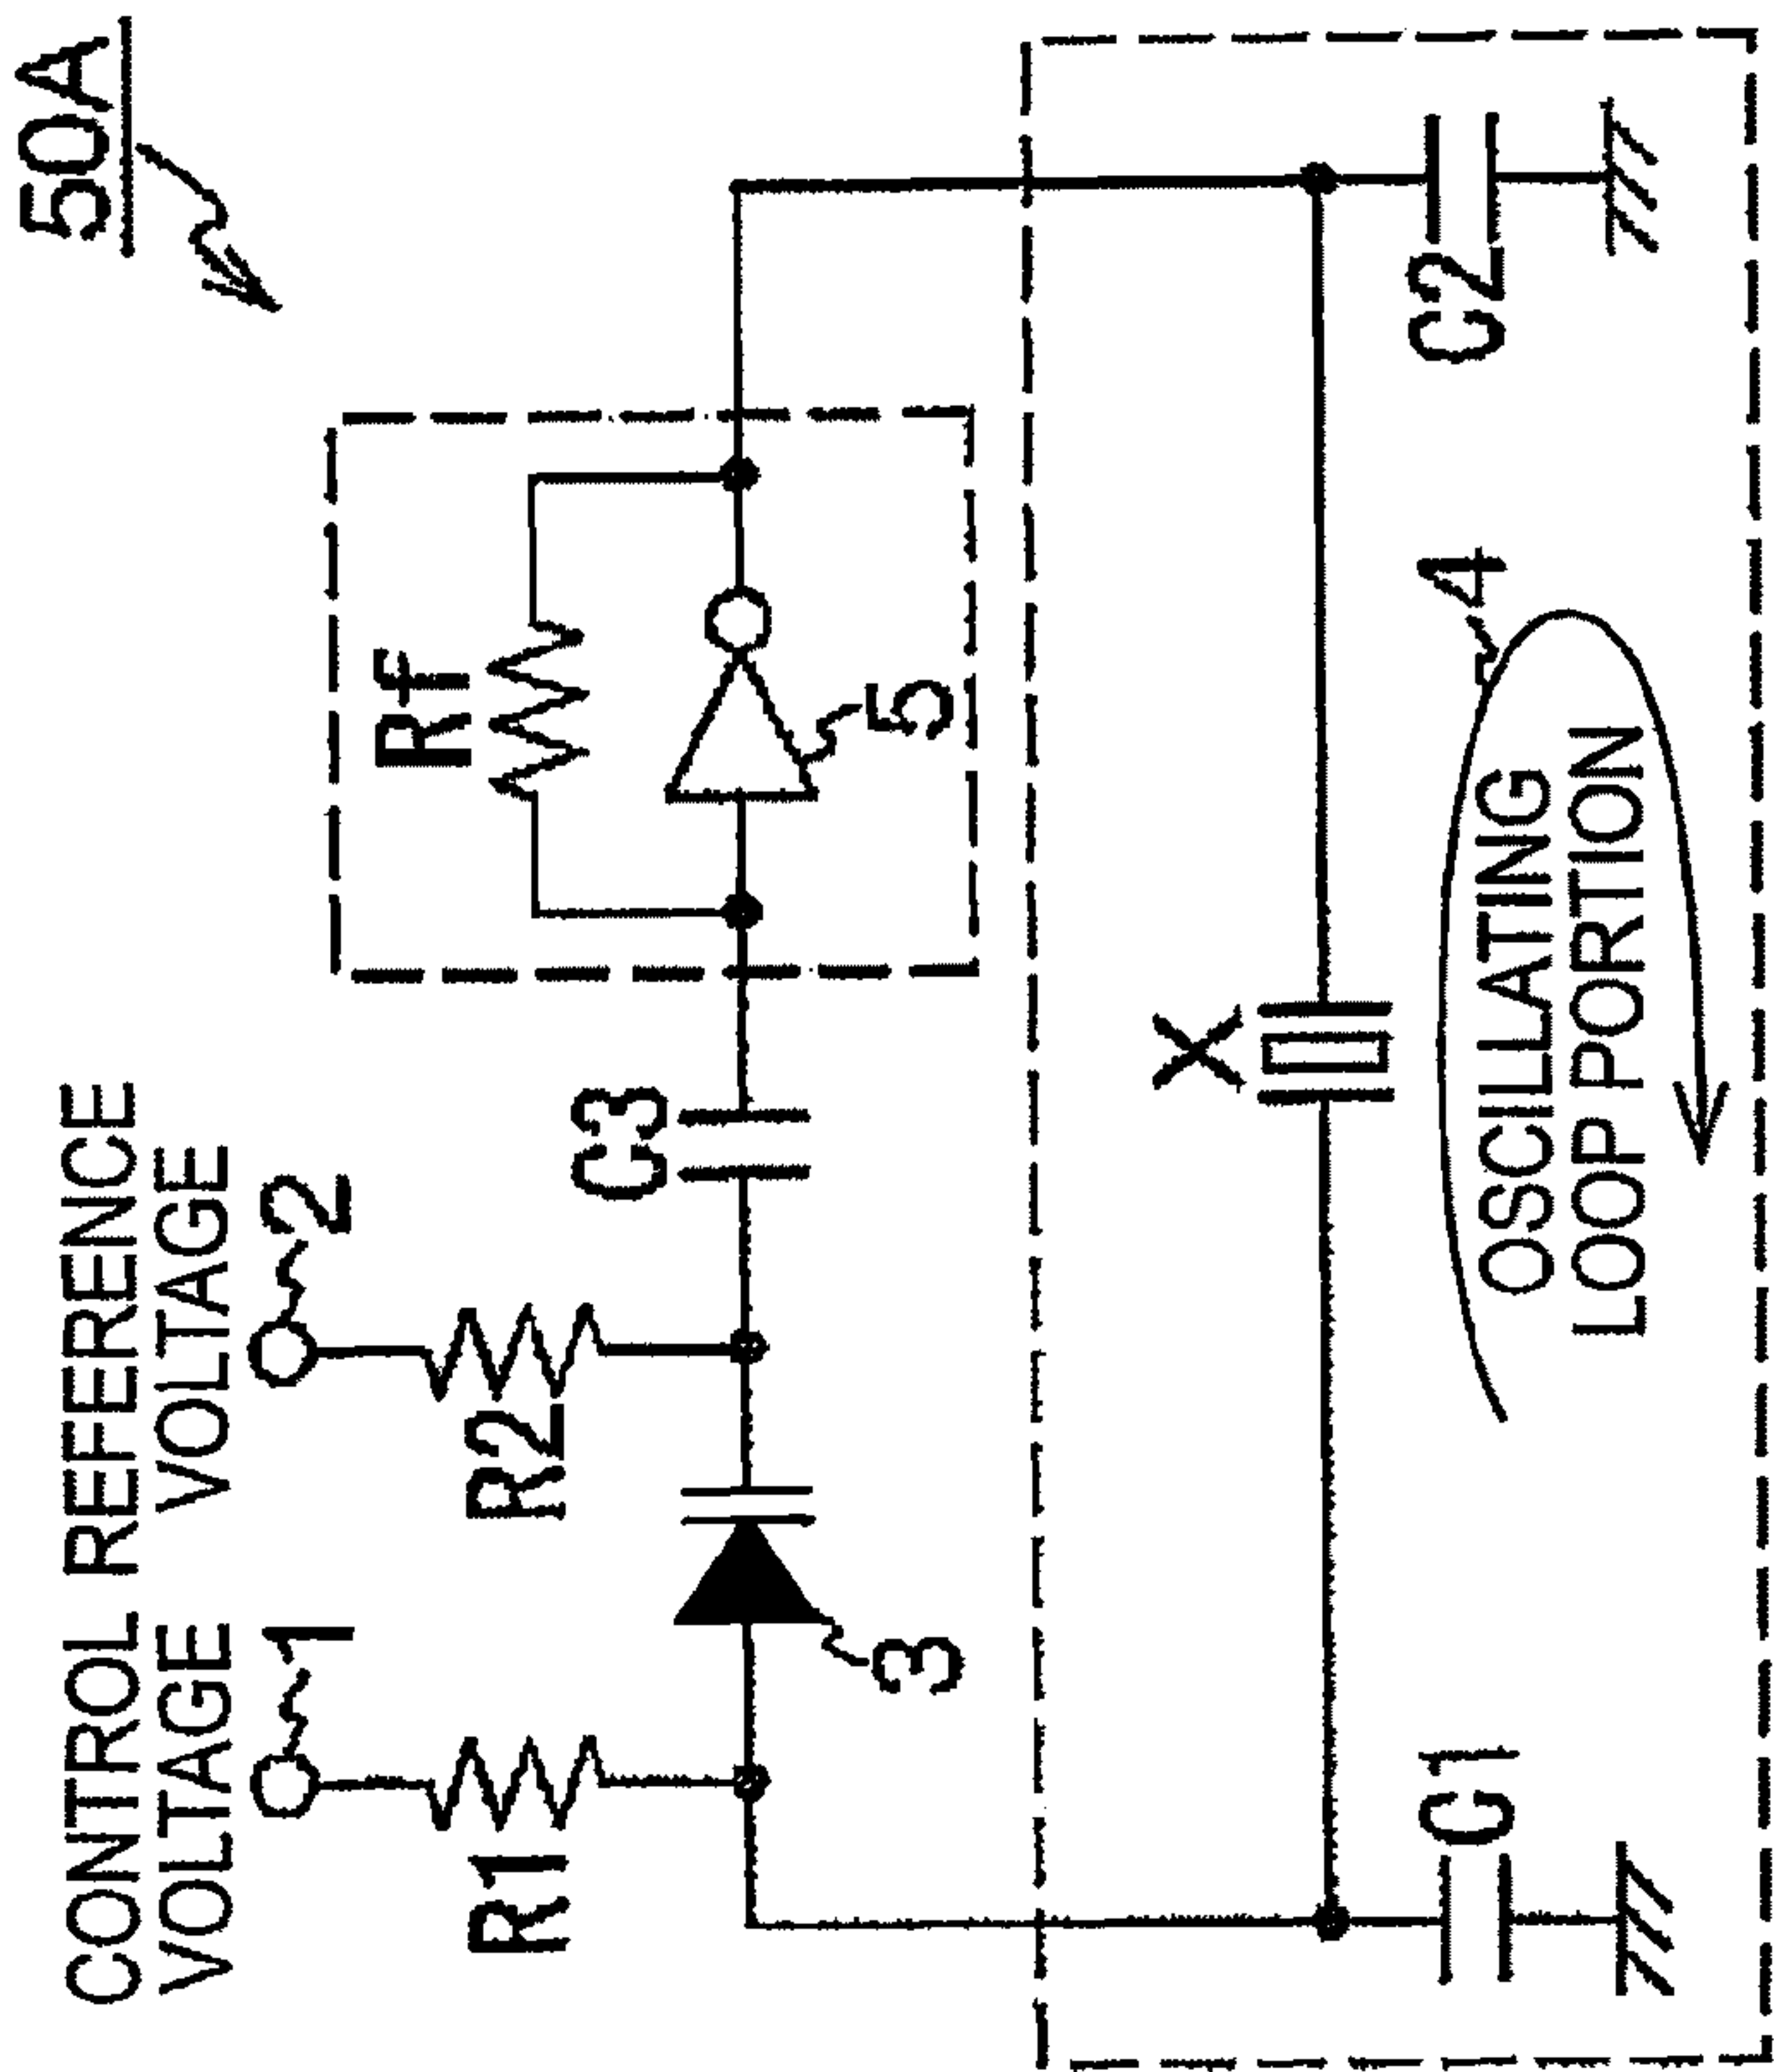 50A
CONTROL
VOLTAGE
REFERENCE
VOLTAGE
1
2
R1
R2
Rf
C3
3
5
X
C1
C2
4
OSCILLATING
LOOP PORTION